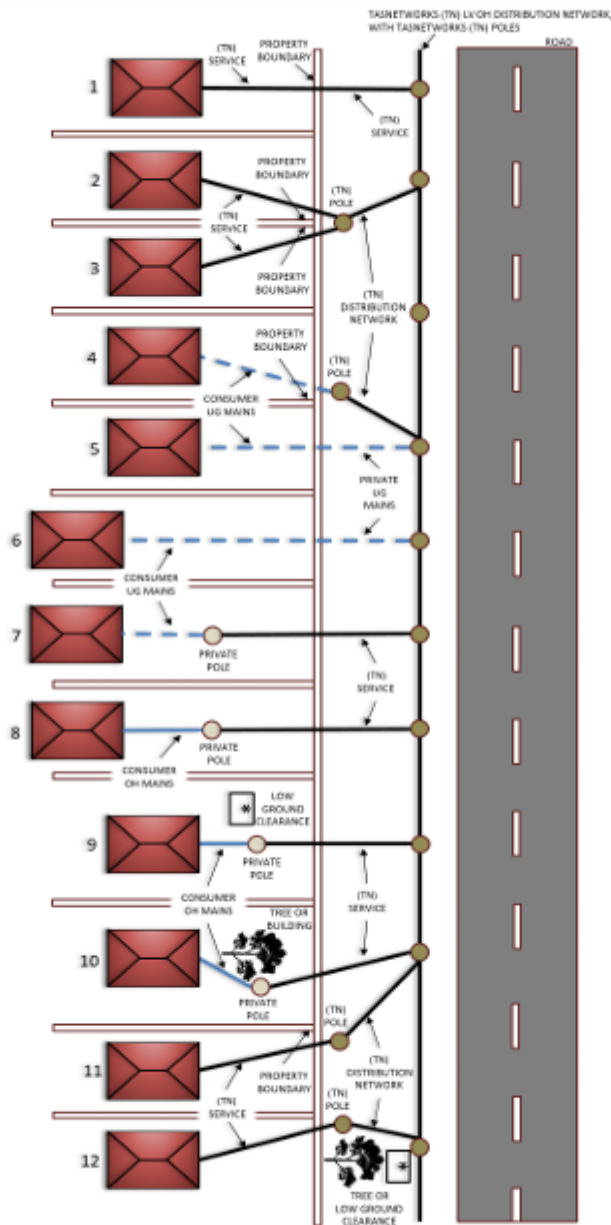 TASNETWORKS (TN) LV OH DISTRIBUTION NETWORK,
WITH TASNETWORKS (TN) POLES
ROAD
(TN)
SERVICE
PROPERTY
BOUNDARY
1
(TN)
SERVICE
2
PROPERTY
BOUNDARY
(TN)
POLE
(TN)
SERVICE
3
PROPERTY
BOUNDARY
(TN)
DISTRIBUTION
NETWORK
4
PROPERTY
BOUNDARY
(TN)
POLE
CONSUMER
UG MAINS
5
PRIVATE
UG
MAINS
6
CONSUMER
UG MAINS
7
PRIVATE
POLE
(TN)
SERVICE
8
PRIVATE
POLE
CONSUMER
OH MAINS
LOW
GROUND
CLEARANCE
9
PRIVATE
POLE
CONSUMER
OH MAINS
(TN)
SERVICE
TREE OR
BUILDING
10
PRIVATE
POLE
(TN)
POLE
11
PROPERTY
BOUNDARY
(TN)
DISTRIBUTION
NETWORK
(TN)
SERVICE
(TN)
POLE
12
TREE OR
LOW GROUND
CLEARANCE